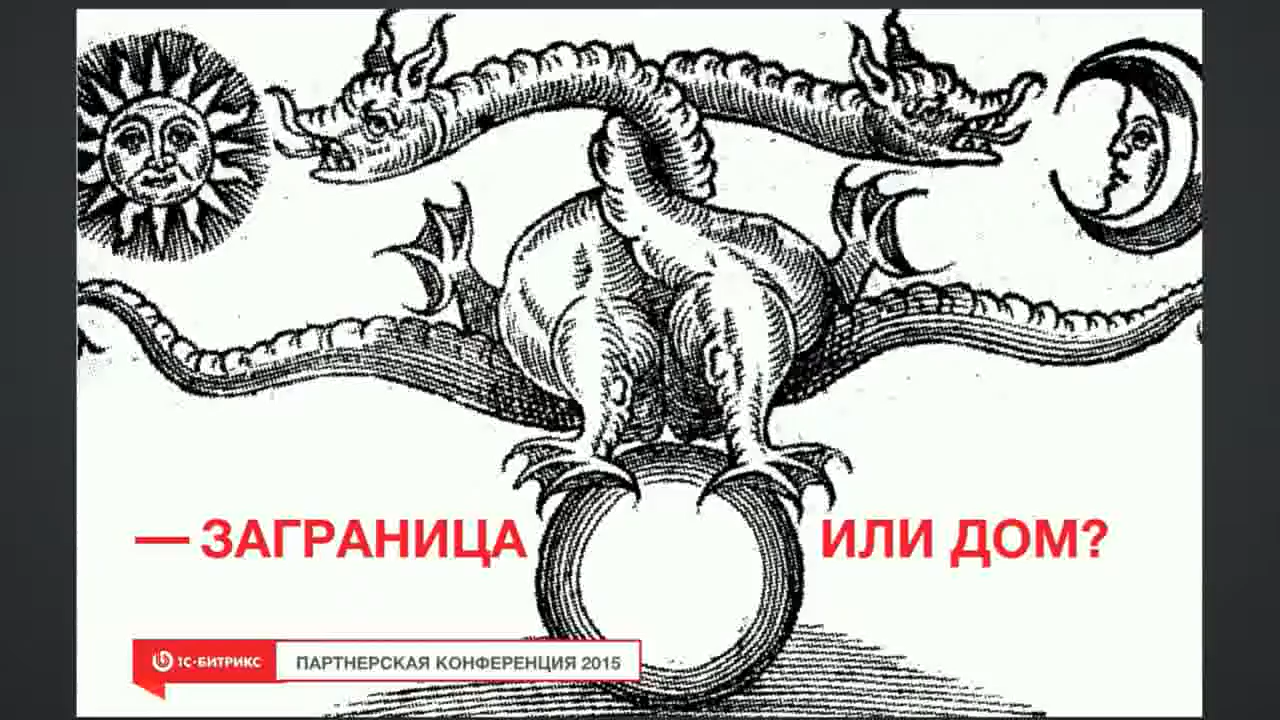 — ЗАГРАНИЦА ИЛИ ДОМ?
1С-БИТРИКС ПАРТНЕРСКАЯ КОНФЕРЕНЦИЯ 2015